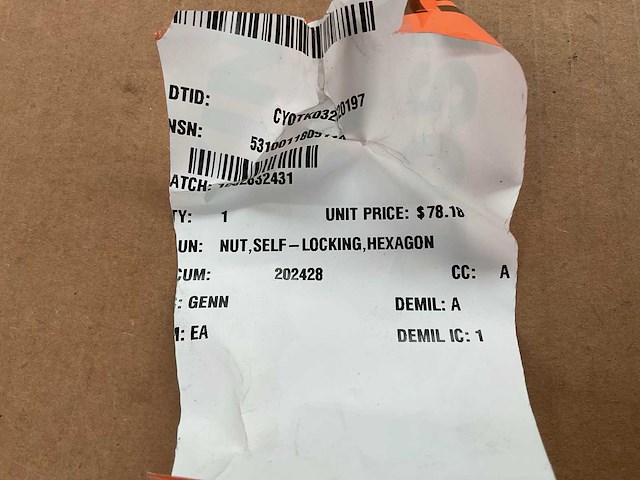 DTID:
NSN:
ATCH:
TY: 1 UNIT PRICE: $78.18
UN: NUT,SELF-LOCKING,HEXAGON
CUM: 202428 CC: A
: GENN DEMIL: A
: EA DEMIL IC: 1